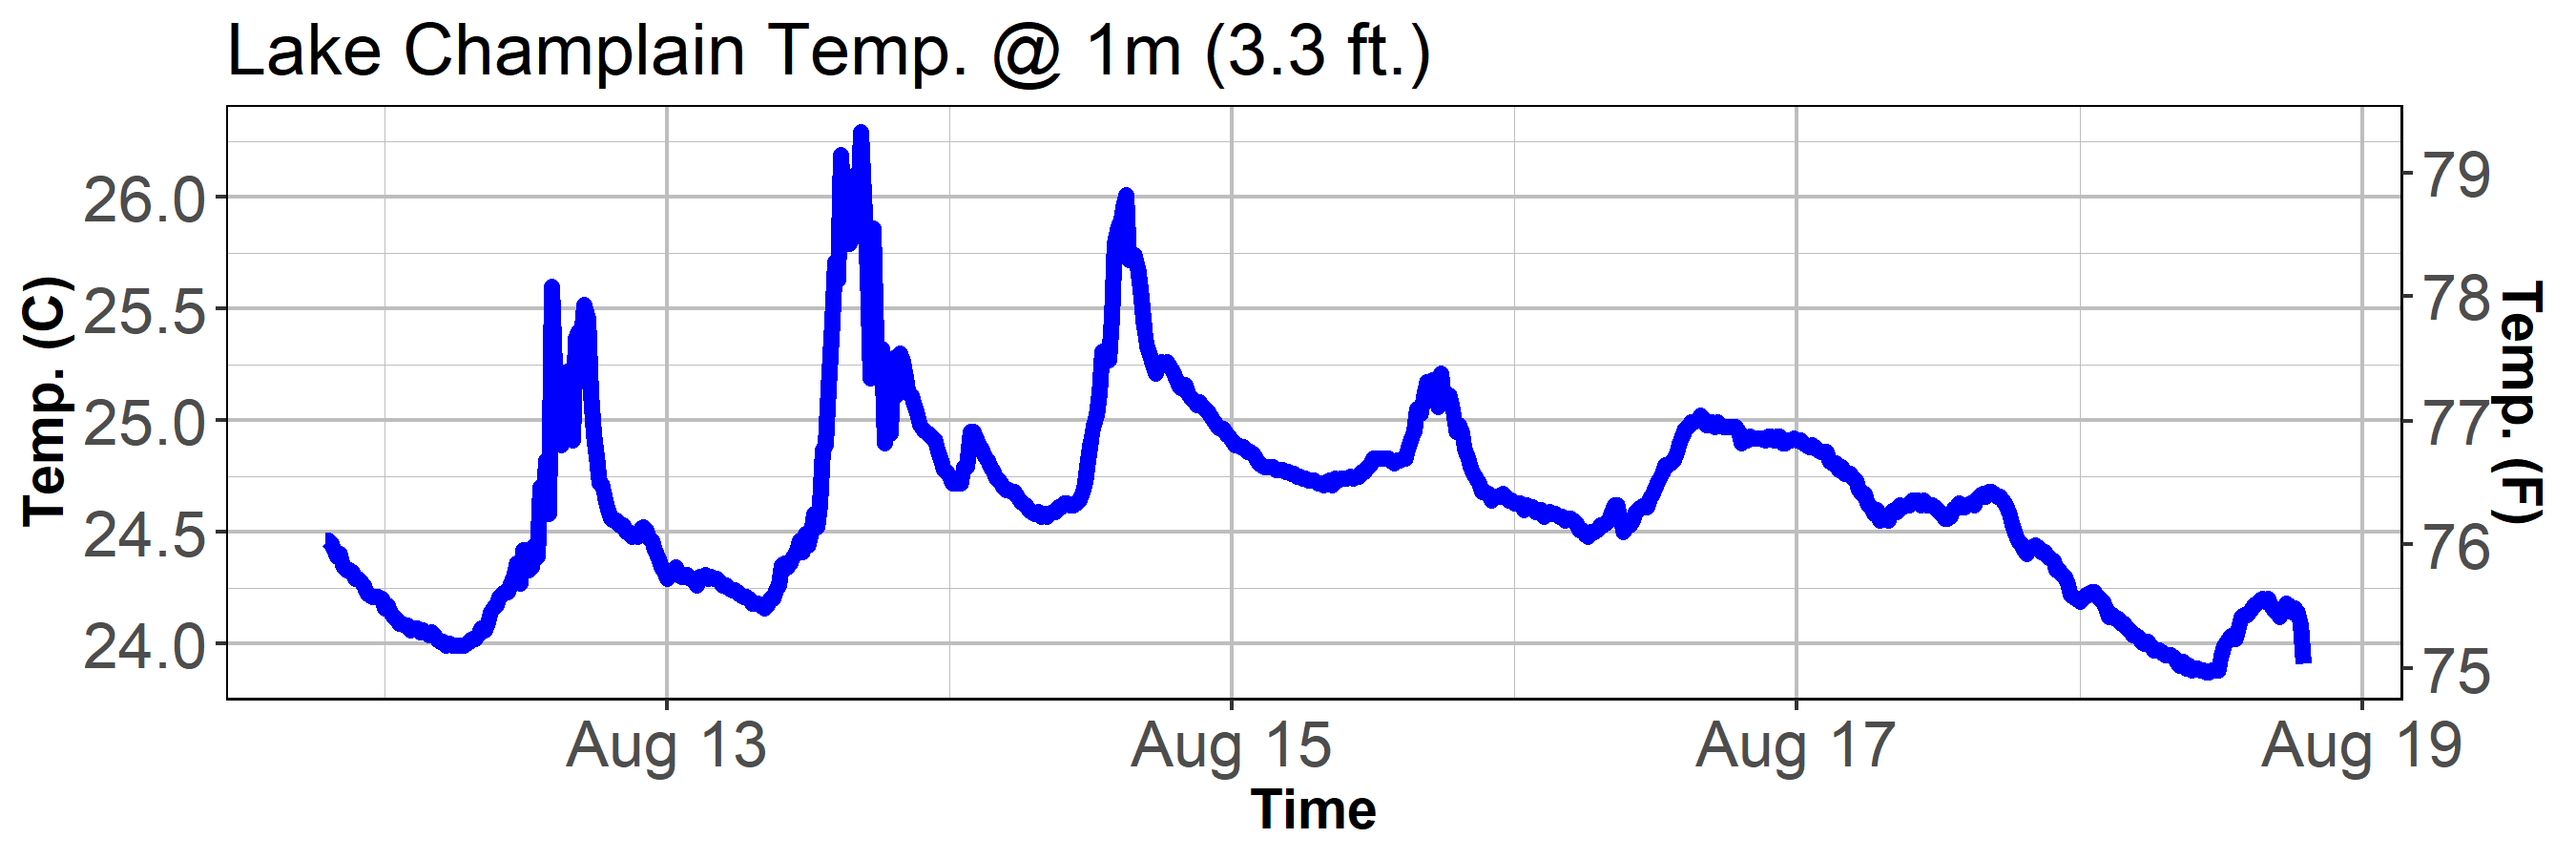 Lake Champlain Temp. @ 1m (3.3 ft.)
Temp. (C)
26.0
25.5
25.0
24.5
24.0
79
78
77
76
75
Temp. (F)
Aug 13
Aug 15
Aug 17
Aug 19
Time